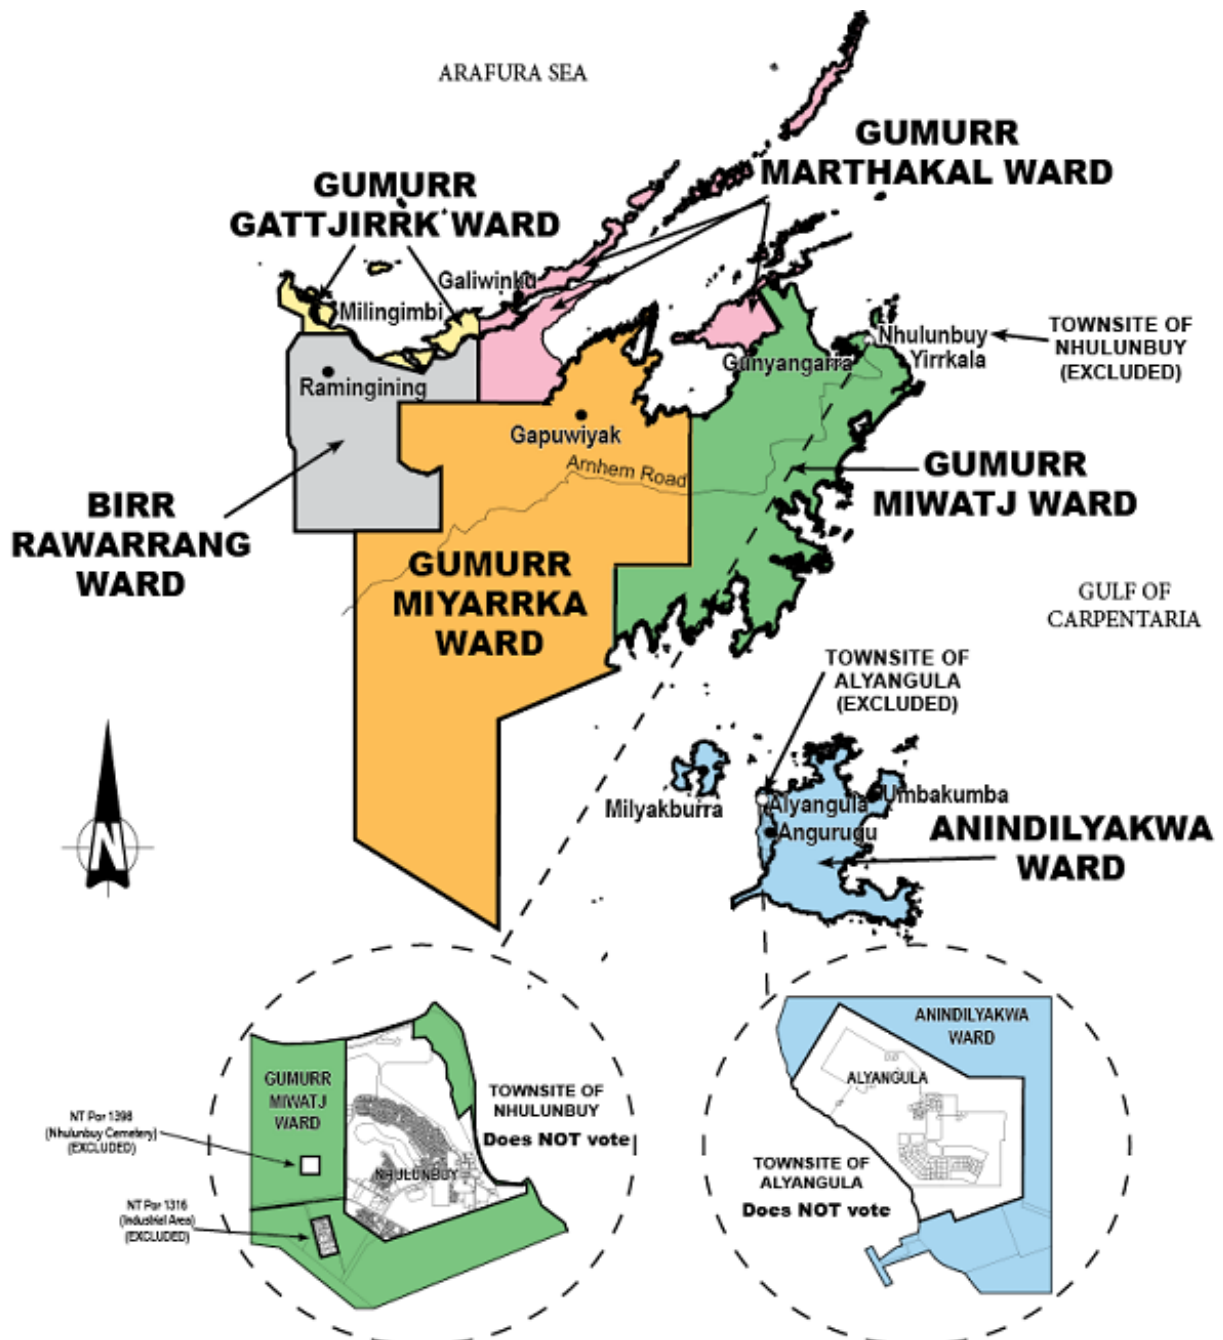 ARAFURA SEA
GUMURR
MARTHAKAL WARD
GUMURR
GATTJIRRK WARD
Galiwinku
Milingimbi
TOWNSITE OF
NHULUNBUY
(EXCLUDED)
Nhulunbuy
Yirrkala
Gunyangarra
Ramingining
Gapuwiyak
Arnhem Road
GUMURR
MIWATJ WARD
BIRR
RAWARRANG
WARD
GUMURR
MIYARRKA
WARD
GULF OF
CARPENTARIA
TOWNSITE OF
ALYANGULA
(EXCLUDED)
Milyakburra
Alyangula
Umbakumba
Angurugu
ANINDILYAKWA
WARD
N
GUMURR
MIWATJ
WARD
TOWNSITE OF
NHULUNBUY
Does NOT vote
NT Por 1398
(Nhulunbuy Cemetery)
(EXCLUDED)
NHULUNBUY
NT Por 1316
(Industrial Area)
(EXCLUDED)
ANINDILYAKWA
WARD
ALYANGULA
TOWNSITE OF
ALYANGULA
Does NOT vote